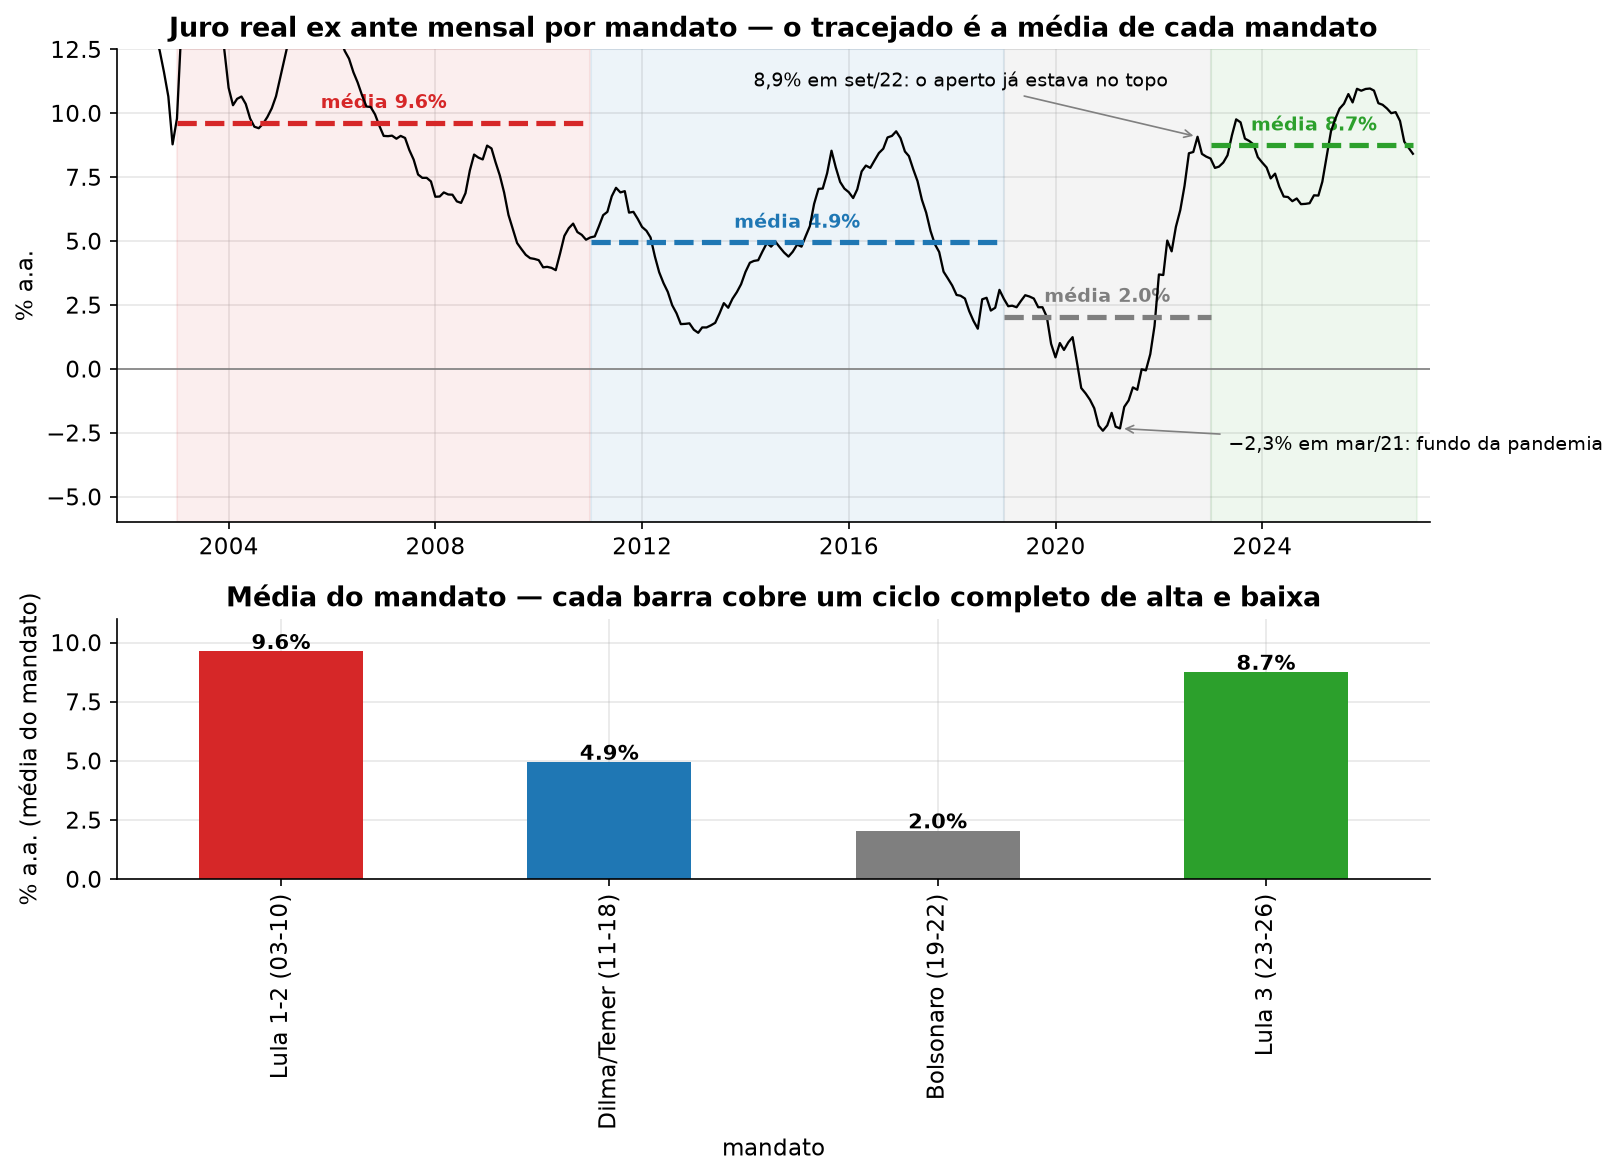 Juro real ex ante mensal por mandato — o tracejado é a média de cada mandato
% a.a.
12.5
10.0
7.5
5.0
2.5
0.0
−2.5
−5.0
média 9.6%
média 4.9%
média 2.0%
média 8.7%
8,9% em set/22: o aperto já estava no topo
−2,3% em mar/21: fundo da pandemia
2004
2008
2012
2016
2020
2024
Média do mandato — cada barra cobre um ciclo completo de alta e baixa
% a.a. (média do mandato)
10.0
7.5
5.0
2.5
0.0
9.6%
4.9%
2.0%
8.7%
Lula 1-2 (03-10)
Dilma/Temer (11-18)
Bolsonaro (19-22)
Lula 3 (23-26)
mandato